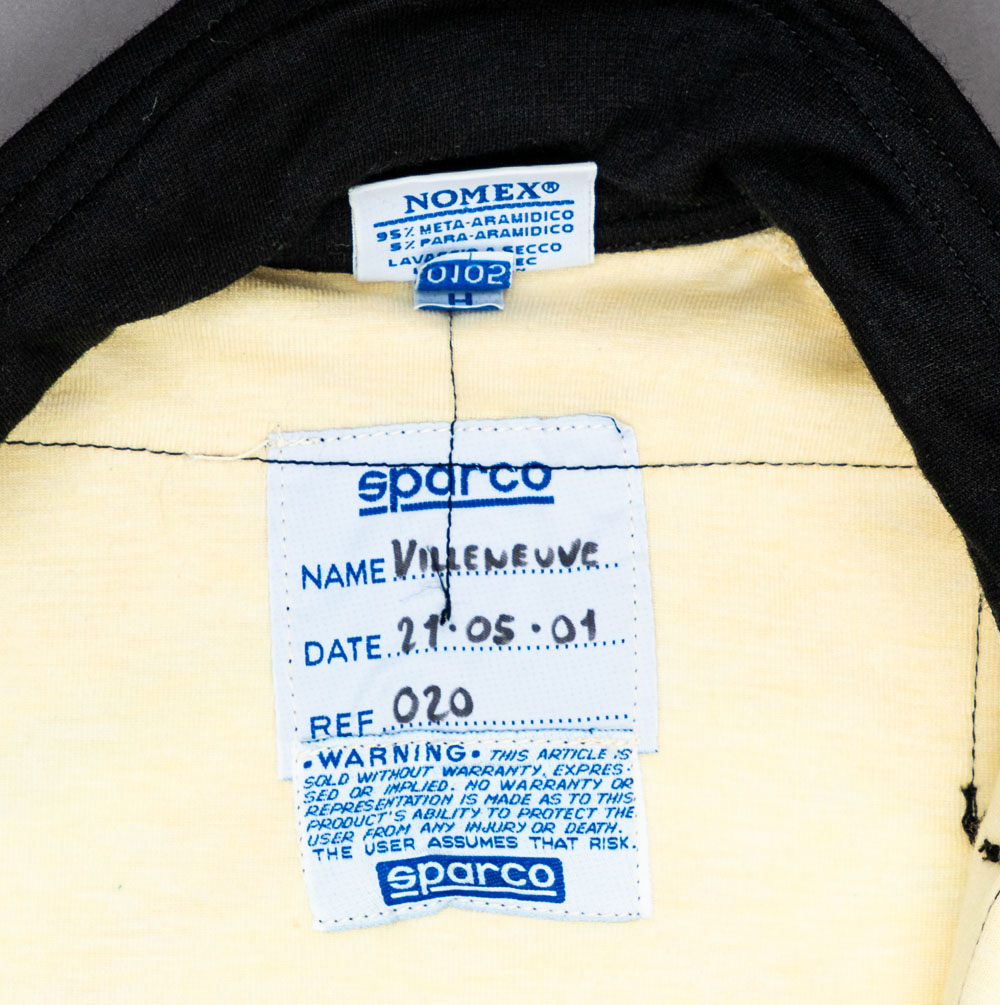 NOMEX®
95% META-ARAMIDICO
5% PARA-ARAMIDICO
A SECCO
0102
H
sparco
NAME VILLENEUVE
DATE 21·05·01
REF 020
•WARNING• THIS ARTICLE IS
SOLD WITHOUT WARRANTY, EXPRES-
SED OR IMPLIED. NO WARRANTY OR
REPRESENTATION IS MADE AS TO THIS
PRODUCT'S ABILITY TO PROTECT THE
USER FROM ANY INJURY OR DEATH.
THE USER ASSUMES THAT RISK.
sparco